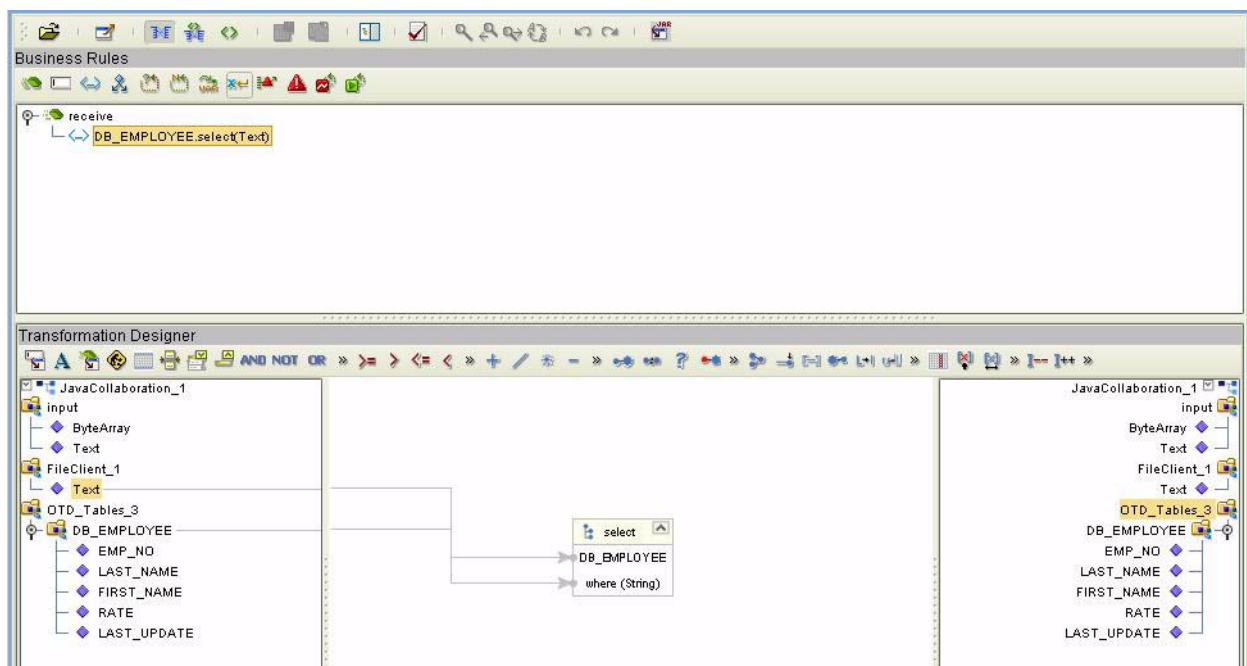 JAR
Business Rules
receive
DB_EMPLOYEE.select(Text)
Transformation Designer
A AND NOT OR » >= > <= < » + / - » ? » » » I-- I++ »
JavaCollaboration_1
input
ByteArray
Text
FileClient_1
Text
OTD_Tables_3
DB_EMPLOYEE
EMP_NO
LAST_NAME
FIRST_NAME
RATE
LAST_UPDATE
select
DB_EMPLOYEE
where (String)
JavaCollaboration_1
input
ByteArray
Text
FileClient_1
Text
OTD_Tables_3
DB_EMPLOYEE
EMP_NO
LAST_NAME
FIRST_NAME
RATE
LAST_UPDATE